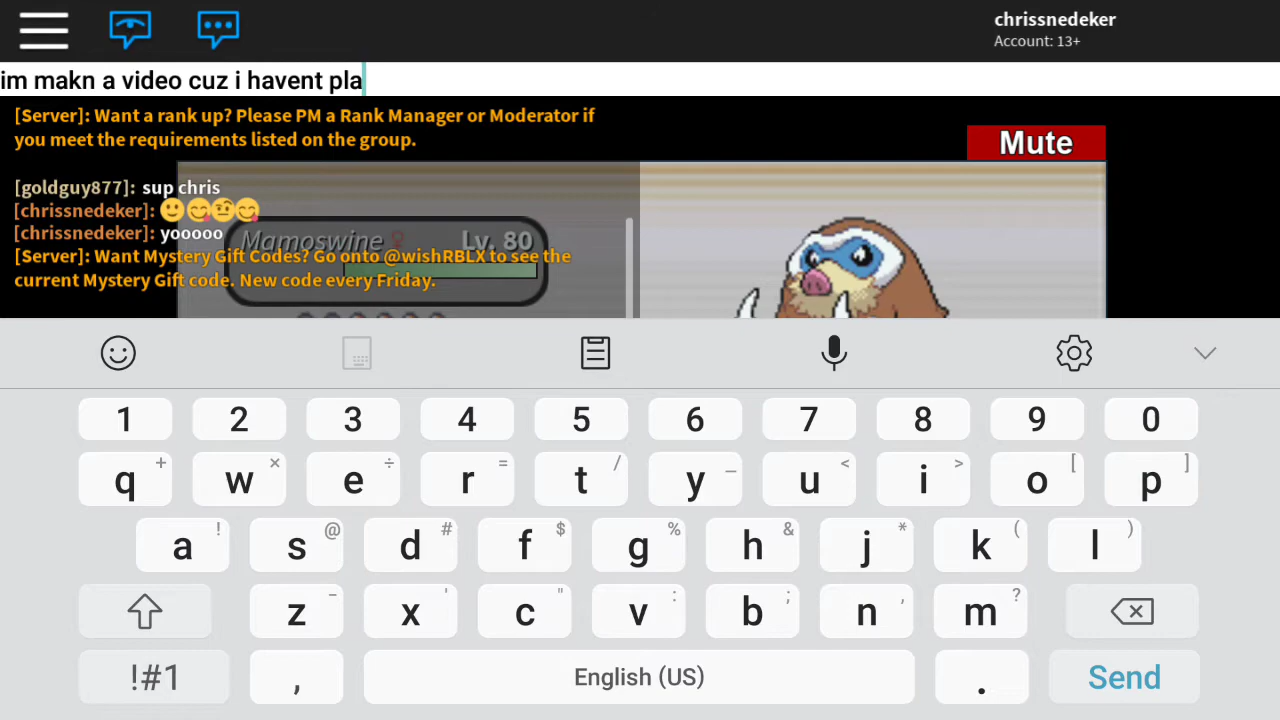 chrissnedeker
Account: 13+
im makn a video cuz i havent pla
[Server]: Want a rank up? Please PM a Rank Manager or Moderator if
you meet the requirements listed on the group.
Mute
[goldguy877]: sup chris
[chrissnedeker]: 🙂😋🤨😋
[chrissnedeker]: yooooo
Mamoswine♀ Lv. 80
[Server]: Want Mystery Gift Codes? Go onto @wishRBLX to see the
current Mystery Gift code. New code every Friday.
1 2 3 4 5 6 7 8 9 0
+ × ÷ = / _ < > [ ]
q w e r t y u i o p
! @ # $ % & * ( )
a s d f g h j k l
- ' " : ; , ?
z x c v b n m
!#1 , English (US) . Send